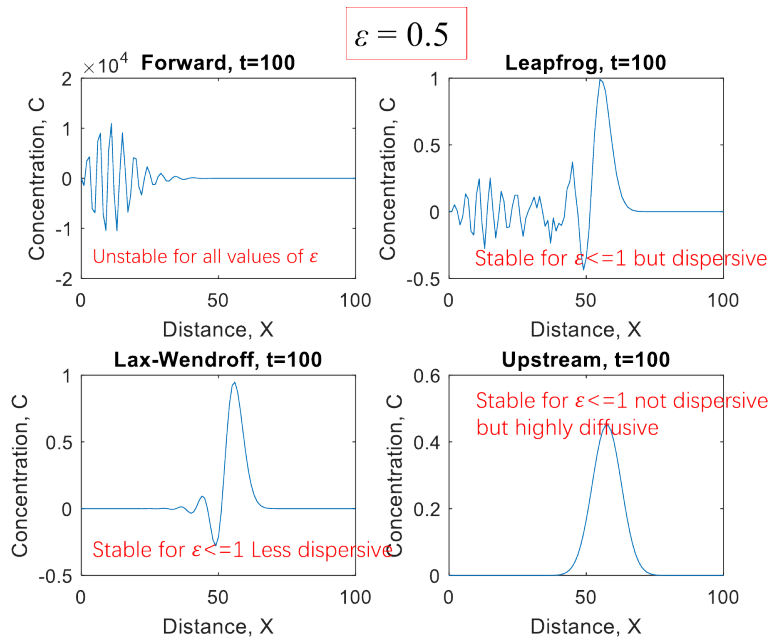 ε = 0.5
×10⁴
Forward, t=100
2
1
0
-1
-2
Concentration, C
Unstable for all values of ε
0
50
100
Distance, X
Leapfrog, t=100
1
0.5
0
-0.5
Concentration, C
Stable for ε<=1 but dispersive
0
50
100
Distance, X
Lax-Wendroff, t=100
1
0.5
0
-0.5
Concentration, C
Stable for ε<=1 Less dispersive
0
50
100
Distance, X
Upstream, t=100
0.6
0.4
0.2
0
Concentration, C
Stable for ε<=1 not dispersive
but highly diffusive
0
50
100
Distance, X